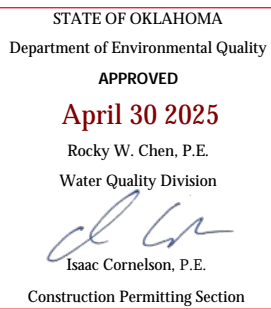 STATE OF OKLAHOMA
Department of Environmental Quality
APPROVED
April 30 2025
Rocky W. Chen, P.E.
Water Quality Division
Isaac Cornelson, P.E.
Construction Permitting Section